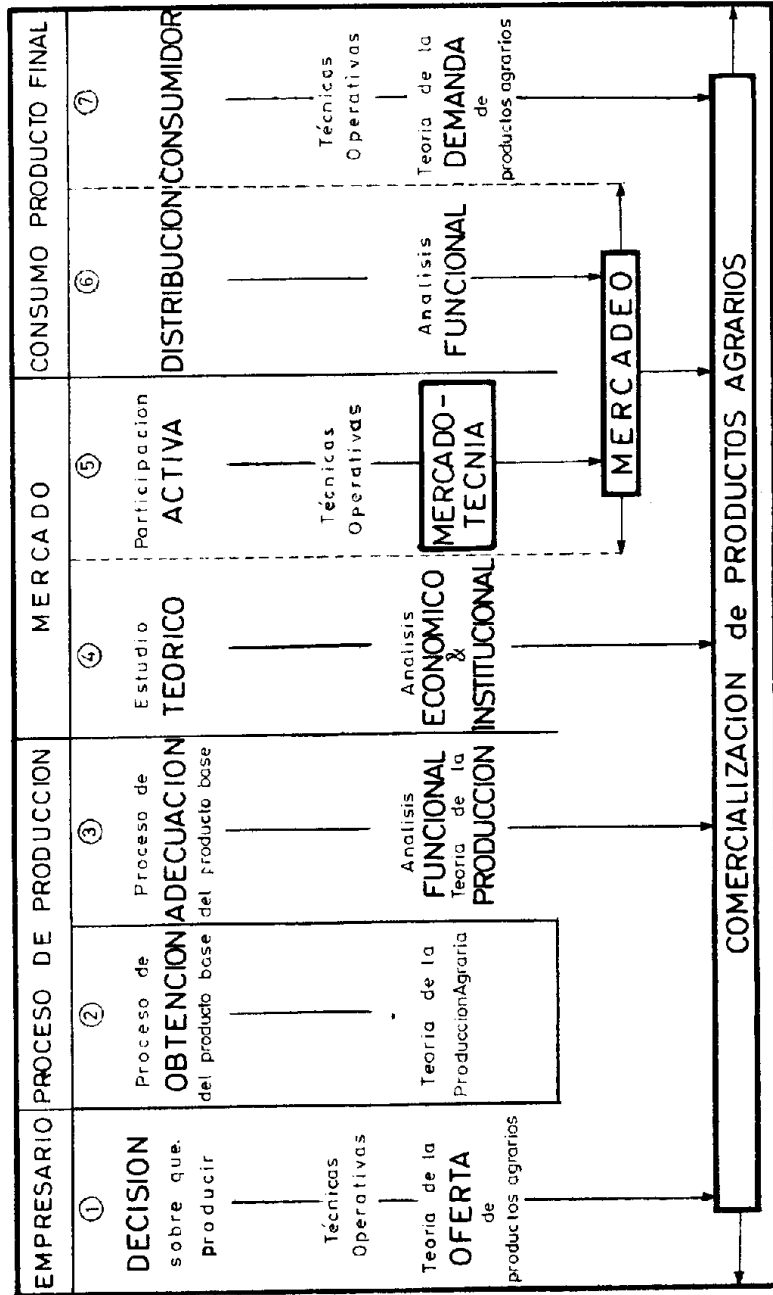 EMPRESARIO
PROCESO DE PRODUCCION
MERCADO
CONSUMO PRODUCTO FINAL
1
DECISION
sobre que.
producir
Técnicas
Operativas
Teoria de la
OFERTA
de
productos agrarios
2
Proceso de
OBTENCION
del producto base
Teoria de la
ProduccionAgraria
3
Proceso de
ADECUACION
del producto base
Analisis
FUNCIONAL
Teoria de la
PRODUCCION
4
Estudio
TEORICO
Analisis
ECONOMICO
&
INSTITUCIONAL
5
Participacion
ACTIVA
Técnicas
Operativas
MERCADO-
TECNIA
6
DISTRIBUCION
Analisis
FUNCIONAL
7
CONSUMIDOR
Técnicas
Operativas
Teoria de la
DEMANDA
de
productos agrarios
MERCADEO
COMERCIALIZACION de PRODUCTOS AGRARIOS